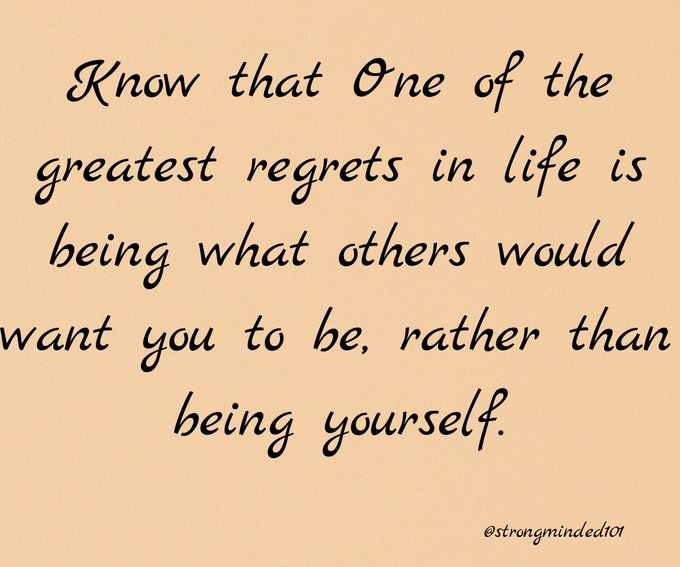 Know that One of the
greatest regrets in life is
being what others would
want you to be, rather than
being yourself.
@strongminded101